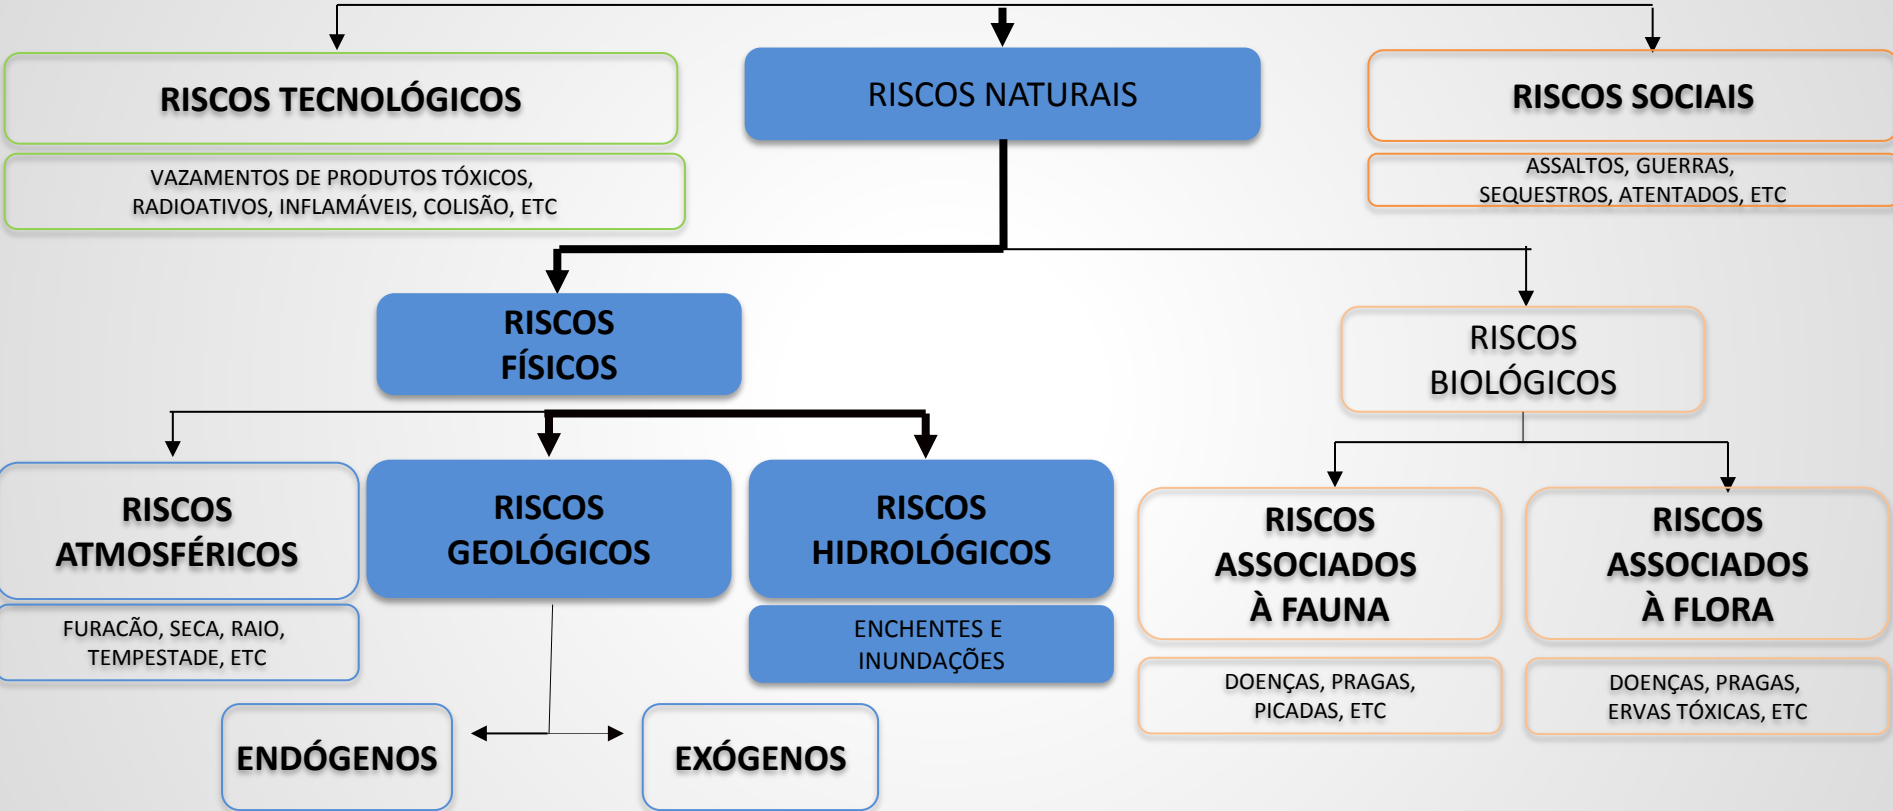 RISCOS TECNOLÓGICOS
RISCOS NATURAIS
RISCOS SOCIAIS
VAZAMENTOS DE PRODUTOS TÓXICOS,
RADIOATIVOS, INFLAMÁVEIS, COLISÃO, ETC
ASSALTOS, GUERRAS,
SEQUESTROS, ATENTADOS, ETC
RISCOS
FÍSICOS
RISCOS
BIOLÓGICOS
RISCOS
ATMOSFÉRICOS
RISCOS
GEOLÓGICOS
RISCOS
HIDROLÓGICOS
RISCOS
ASSOCIADOS
À FAUNA
RISCOS
ASSOCIADOS
À FLORA
FURACÃO, SECA, RAIO,
TEMPESTADE, ETC
ENCHENTES E
INUNDAÇÕES
DOENÇAS, PRAGAS,
PICADAS, ETC
DOENÇAS, PRAGAS,
ERVAS TÓXICAS, ETC
ENDÓGENOS
EXÓGENOS